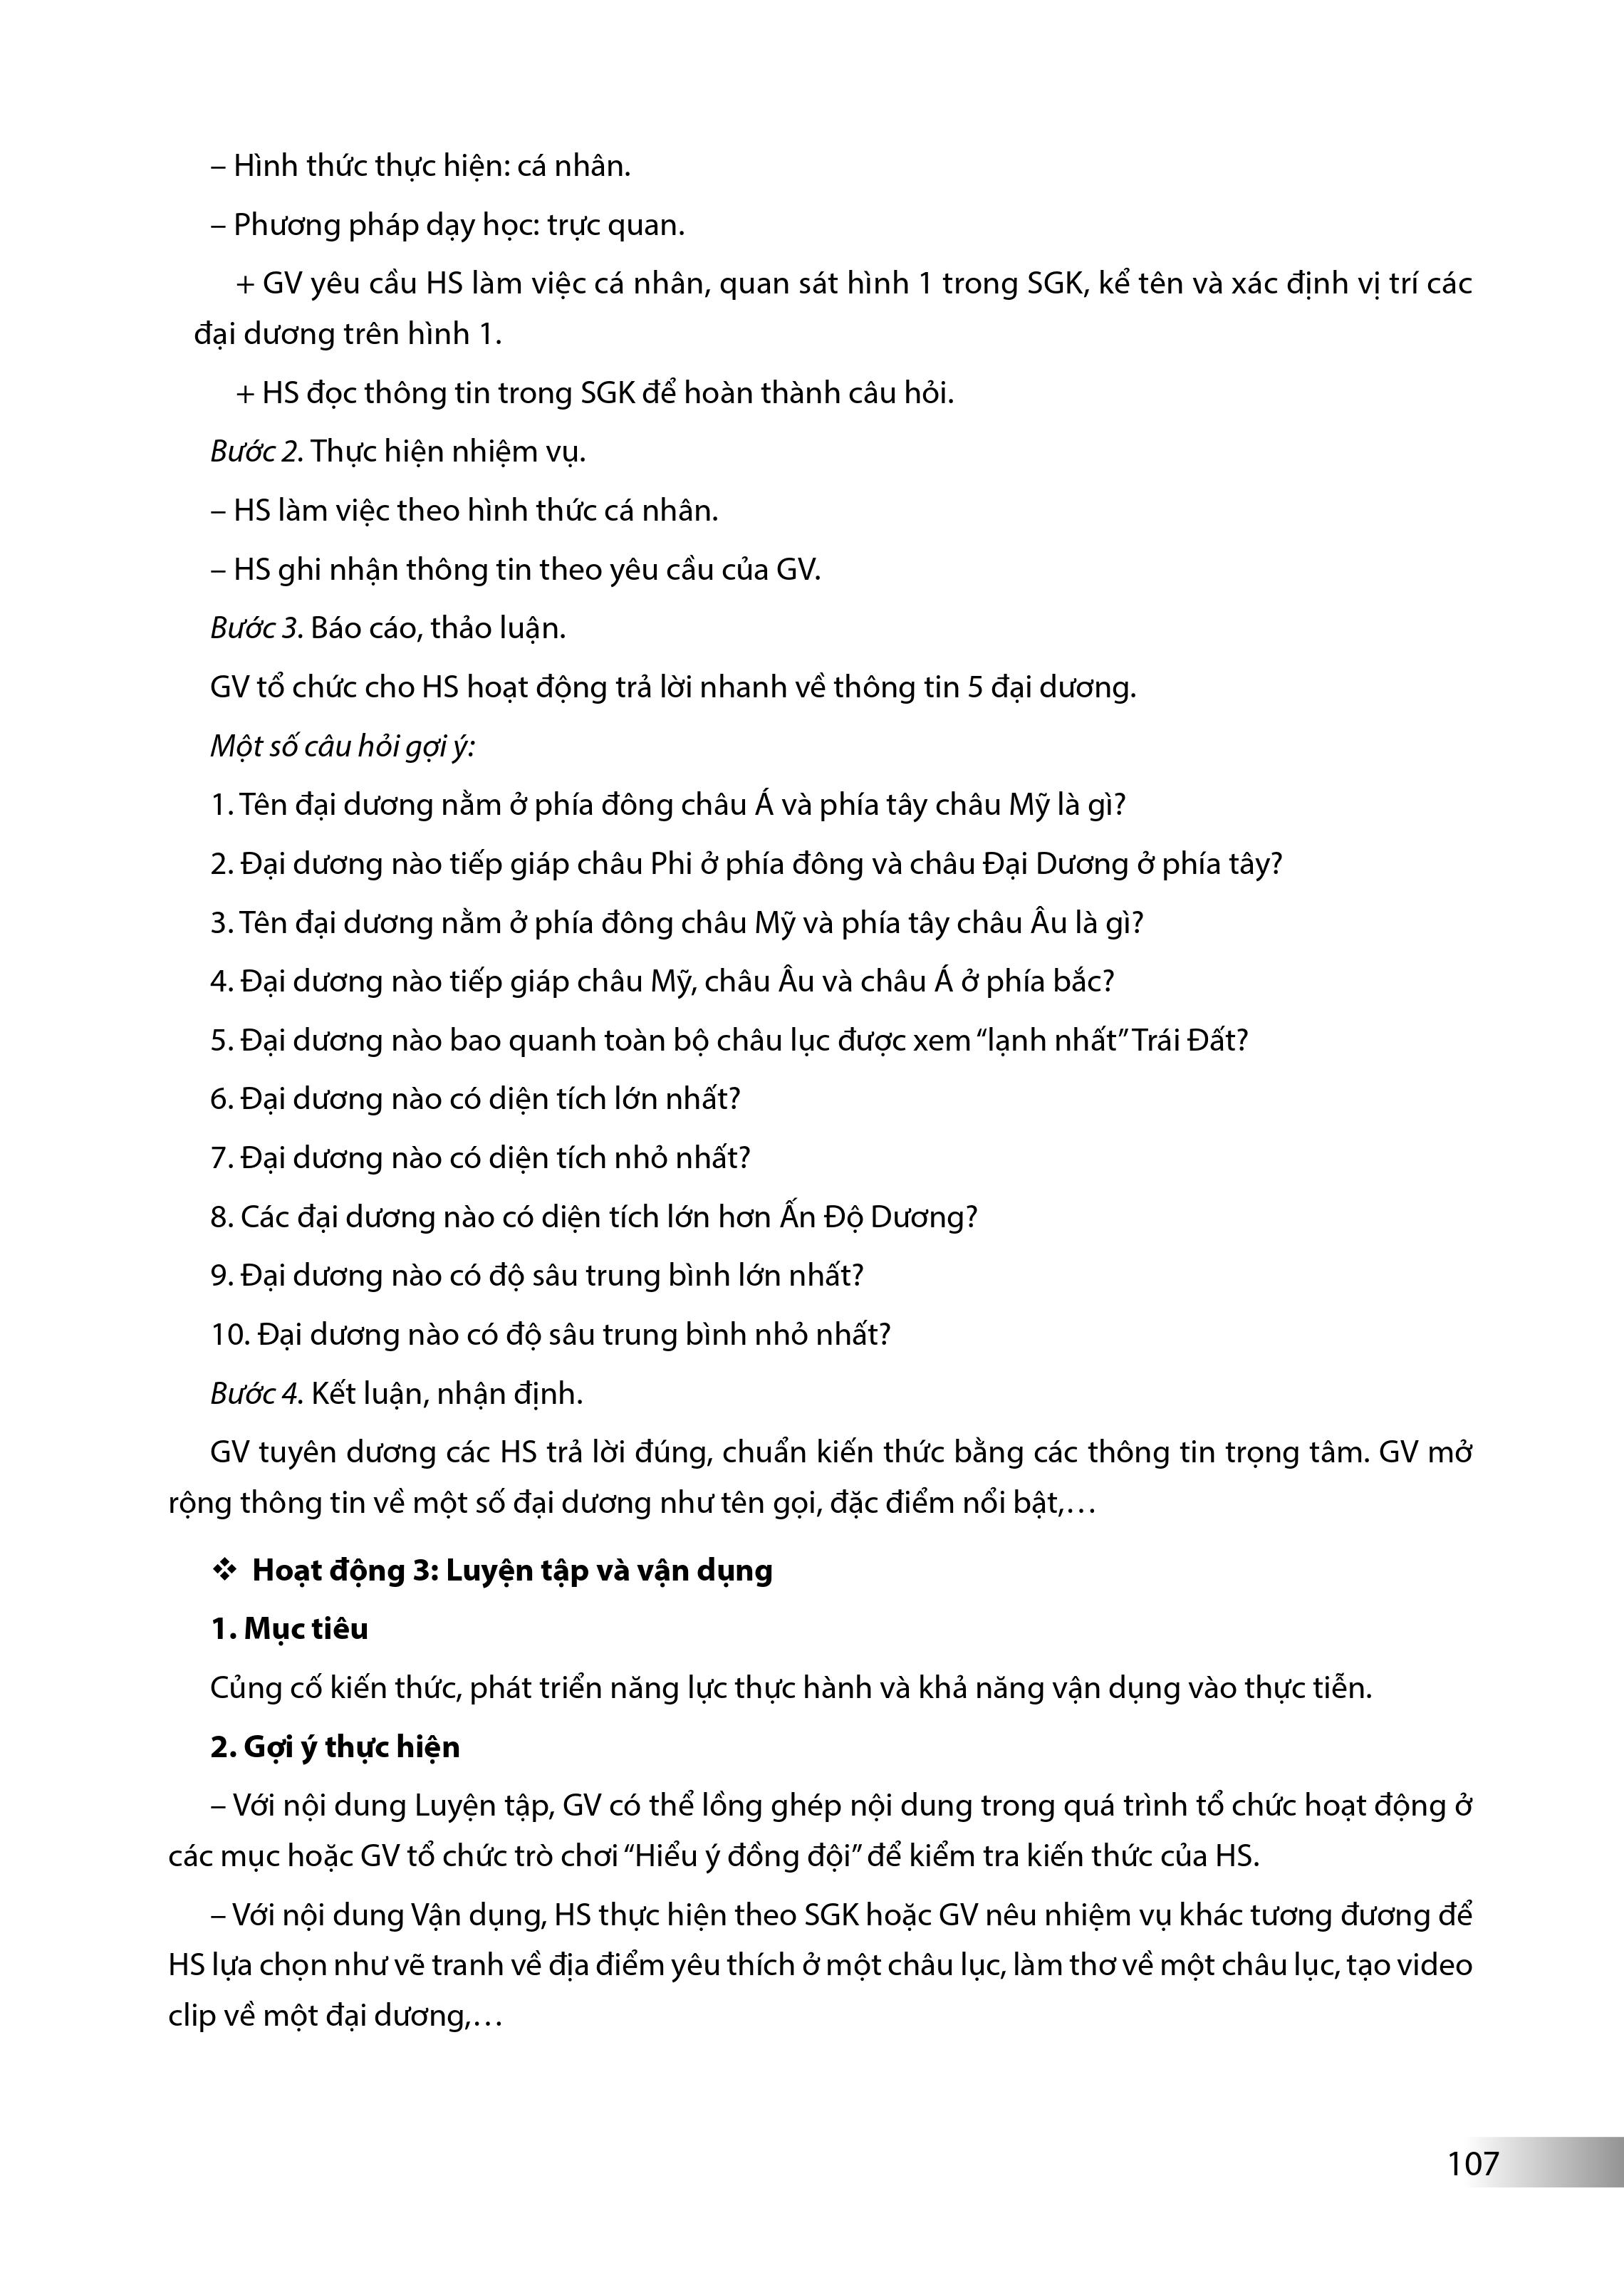 – Hình thức thực hiện: cá nhân.
– Phương pháp dạy học: trực quan.
+ GV yêu cầu HS làm việc cá nhân, quan sát hình 1 trong SGK, kể tên và xác định vị trí các
đại dương trên hình 1.
+ HS đọc thông tin trong SGK để hoàn thành câu hỏi.
Bước 2. Thực hiện nhiệm vụ.
– HS làm việc theo hình thức cá nhân.
– HS ghi nhận thông tin theo yêu cầu của GV.
Bước 3. Báo cáo, thảo luận.
GV tổ chức cho HS hoạt động trả lời nhanh về thông tin 5 đại dương.
Một số câu hỏi gợi ý:
1. Tên đại dương nằm ở phía đông châu Á và phía tây châu Mỹ là gì?
2. Đại dương nào tiếp giáp châu Phi ở phía đông và châu Đại Dương ở phía tây?
3. Tên đại dương nằm ở phía đông châu Mỹ và phía tây châu Âu là gì?
4. Đại dương nào tiếp giáp châu Mỹ, châu Âu và châu Á ở phía bắc?
5. Đại dương nào bao quanh toàn bộ châu lục được xem “lạnh nhất” Trái Đất?
6. Đại dương nào có diện tích lớn nhất?
7. Đại dương nào có diện tích nhỏ nhất?
8. Các đại dương nào có diện tích lớn hơn Ấn Độ Dương?
9. Đại dương nào có độ sâu trung bình lớn nhất?
10. Đại dương nào có độ sâu trung bình nhỏ nhất?
Bước 4. Kết luận, nhận định.
GV tuyên dương các HS trả lời đúng, chuẩn kiến thức bằng các thông tin trọng tâm. GV mở
rộng thông tin về một số đại dương như tên gọi, đặc điểm nổi bật,…
❖ Hoạt động 3: Luyện tập và vận dụng
1. Mục tiêu
Củng cố kiến thức, phát triển năng lực thực hành và khả năng vận dụng vào thực tiễn.
2. Gợi ý thực hiện
– Với nội dung Luyện tập, GV có thể lồng ghép nội dung trong quá trình tổ chức hoạt động ở
các mục hoặc GV tổ chức trò chơi “Hiểu ý đồng đội” để kiểm tra kiến thức của HS.
– Với nội dung Vận dụng, HS thực hiện theo SGK hoặc GV nêu nhiệm vụ khác tương đương để
HS lựa chọn như vẽ tranh về địa điểm yêu thích ở một châu lục, làm thơ về một châu lục, tạo video
clip về một đại dương,…
107